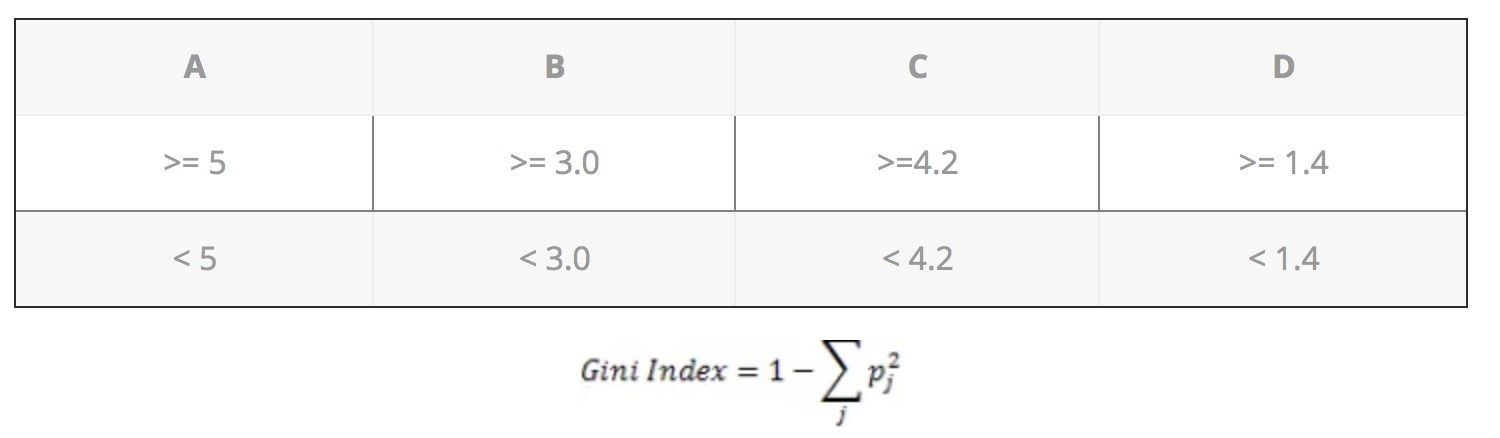 A B C D
>= 5 >= 3.0 >=4.2 >= 1.4
< 5 < 3.0 < 4.2 < 1.4
Gini Index = 1 − ∑_j p_j^2